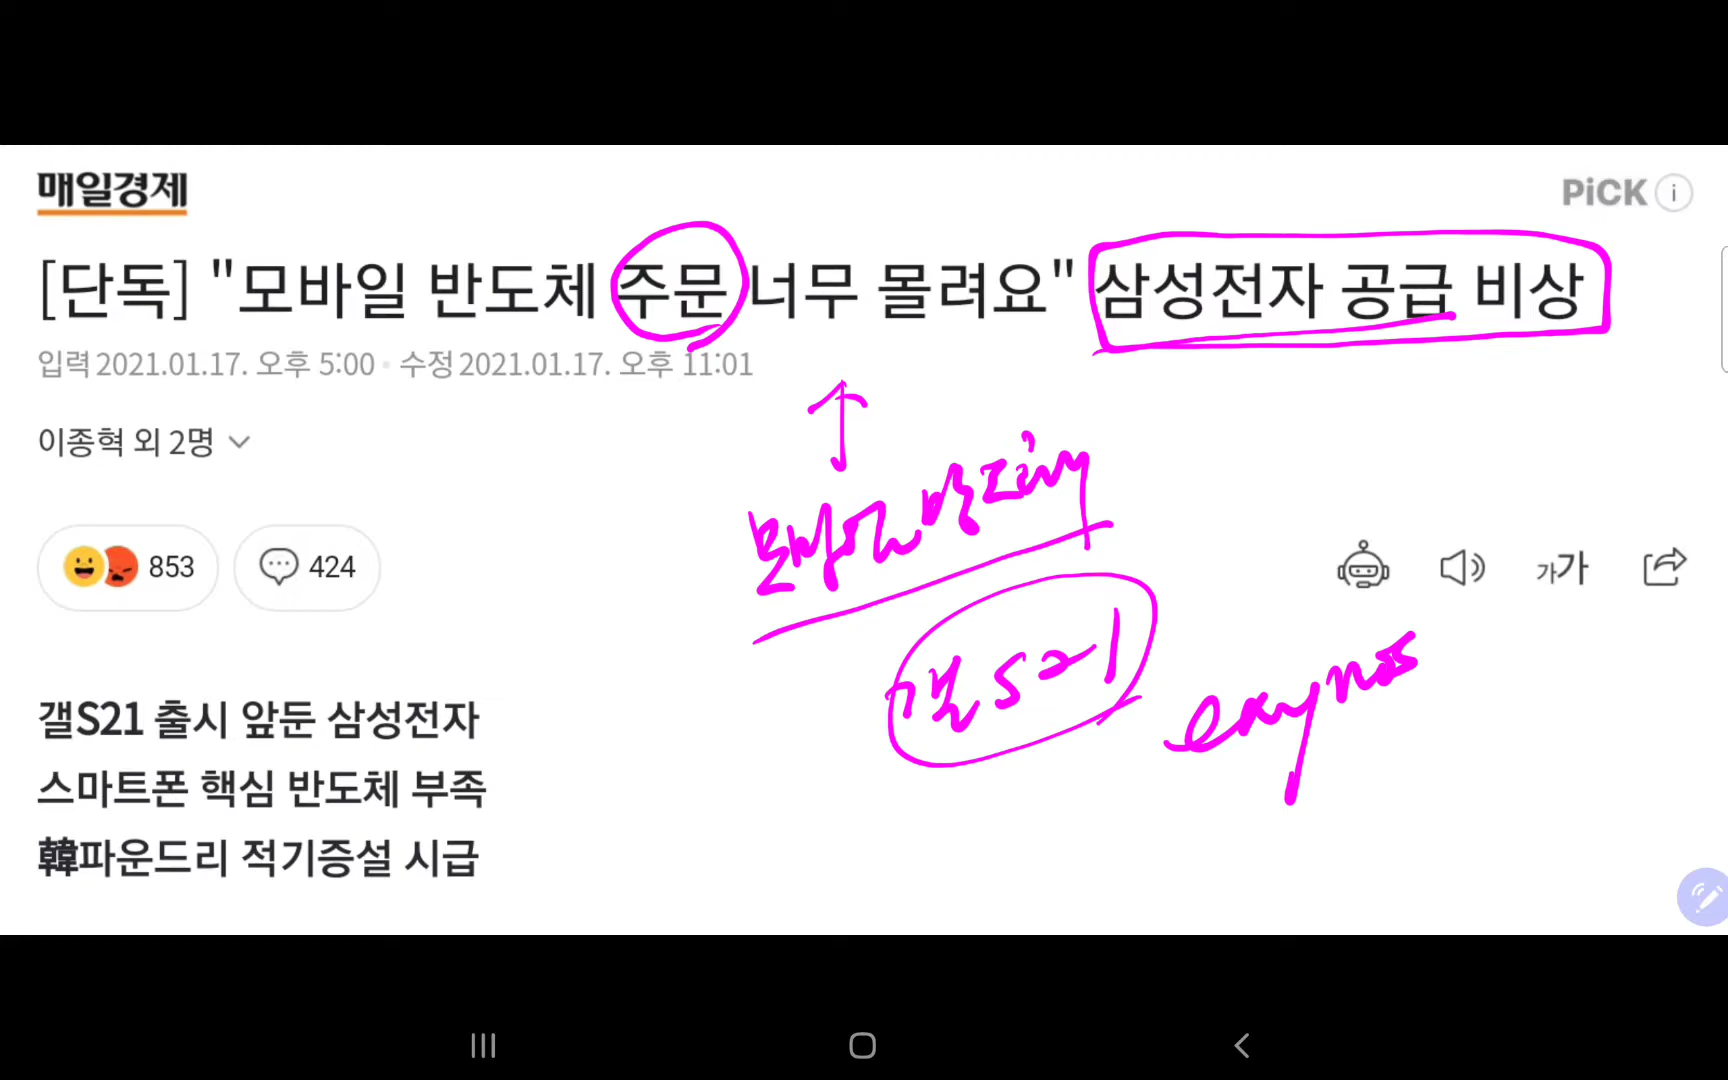 매일경제
PiCK i
[단독] "모바일 반도체 주문 너무 몰려요" 삼성전자 공급 비상
입력 2021.01.17. 오후 5:00 · 수정 2021.01.17. 오후 11:01
이종혁 외 2명
853
424
가가
갤S21
exynos
갤S21 출시 앞둔 삼성전자
스마트폰 핵심 반도체 부족
韓파운드리 적기증설 시급